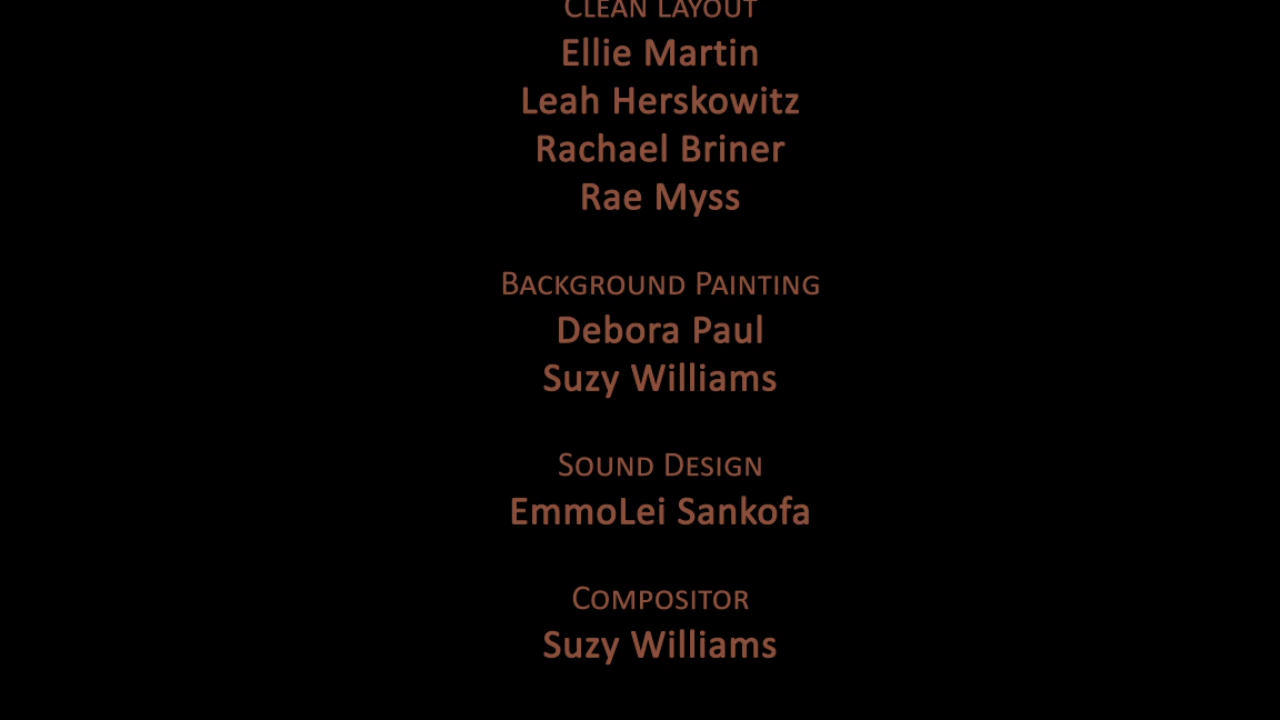 CLEAN LAYOUT
Ellie Martin
Leah Herskowitz
Rachael Briner
Rae Myss
BACKGROUND PAINTING
Debora Paul
Suzy Williams
SOUND DESIGN
EmmoLei Sankofa
COMPOSITOR
Suzy Williams